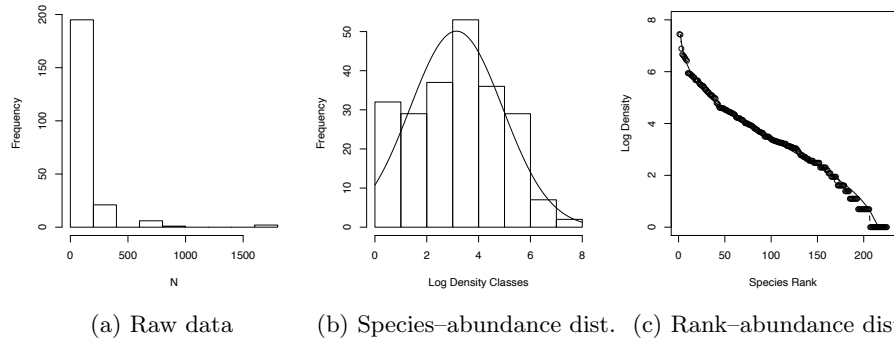 200
150
100
50
0
Frequency
0 500 1000 1500
N
50
40
30
20
10
0
Frequency
0 2 4 6 8
Log Density Classes
8
6
4
2
0
Log Density
0 50 100 150 200
Species Rank
(a) Raw data
(b) Species–abundance dist.
(c) Rank–abundance dis